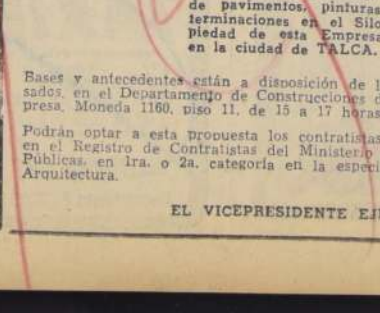 de pavimentos, pinturas
terminaciones en el Silo
piedad de esta Empresa
en la ciudad de TALCA.
Bases y antecedentes están a disposición de l
sados, en el Departamento de Construcciones d
presa, Moneda 1160, piso 11, de 15 a 17 horas
Podrán optar a esta propuesta los contratistas
en el Registro de Contratistas del Ministerio
Públicas, en 1ra. o 2a. categoría en la especi
Arquitectura.
EL VICEPRESIDENTE EJE